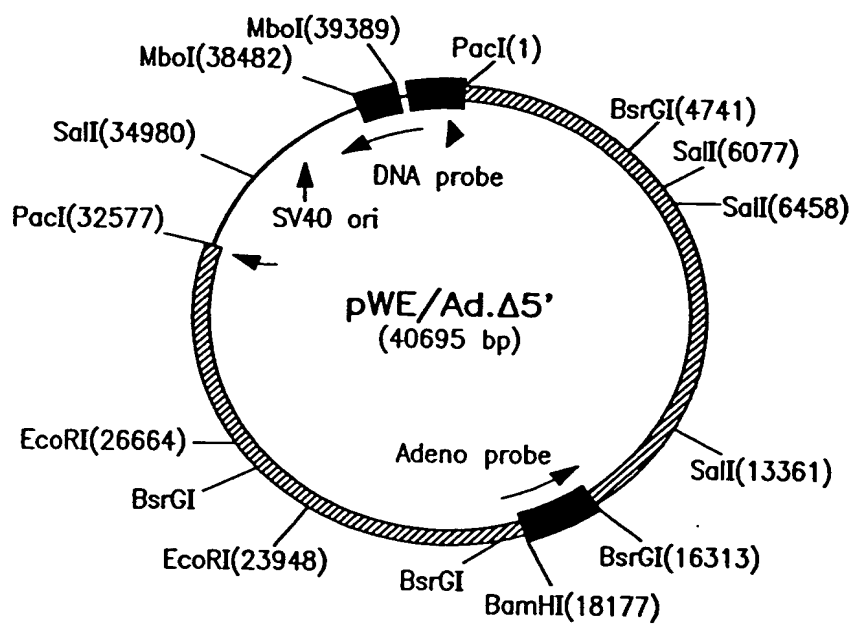 MboI(39389)
MboI(38482)
PacI(1)
BsrGI(4741)
SalI(34980)
SalI(6077)
DNA probe
SalI(6458)
PacI(32577)
SV40 ori
pWE/Ad.Δ5'
(40695 bp)
EcoRI(26664)
Adeno probe
SalI(13361)
BsrGI
EcoRI(23948)
BsrGI(16313)
BsrGI
BamHI(18177)